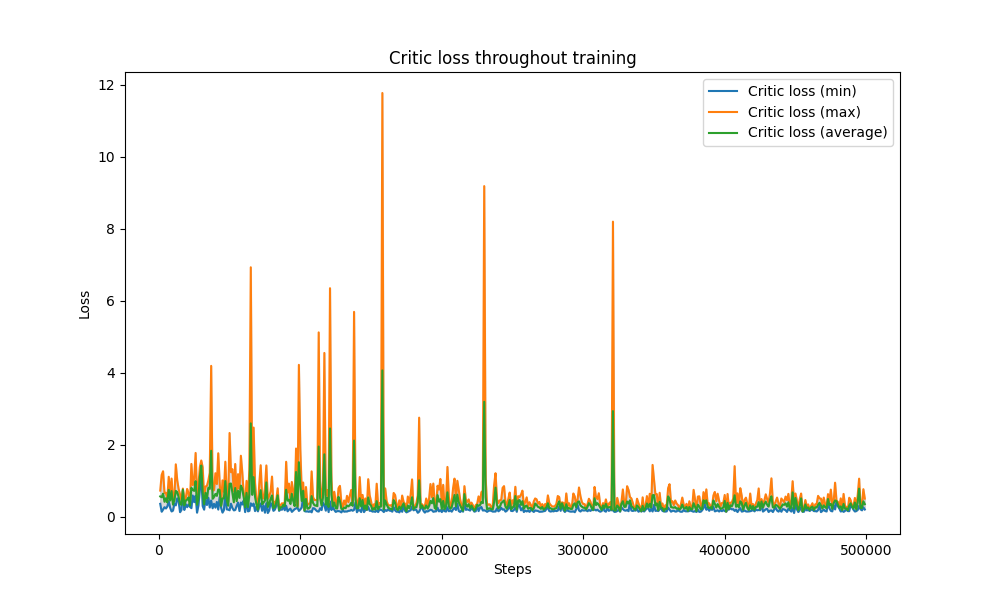 Critic loss throughout training
Critic loss (min)
Critic loss (max)
Critic loss (average)
12
10
8
6
4
2
0
Loss
0 100000 200000 300000 400000 500000
Steps